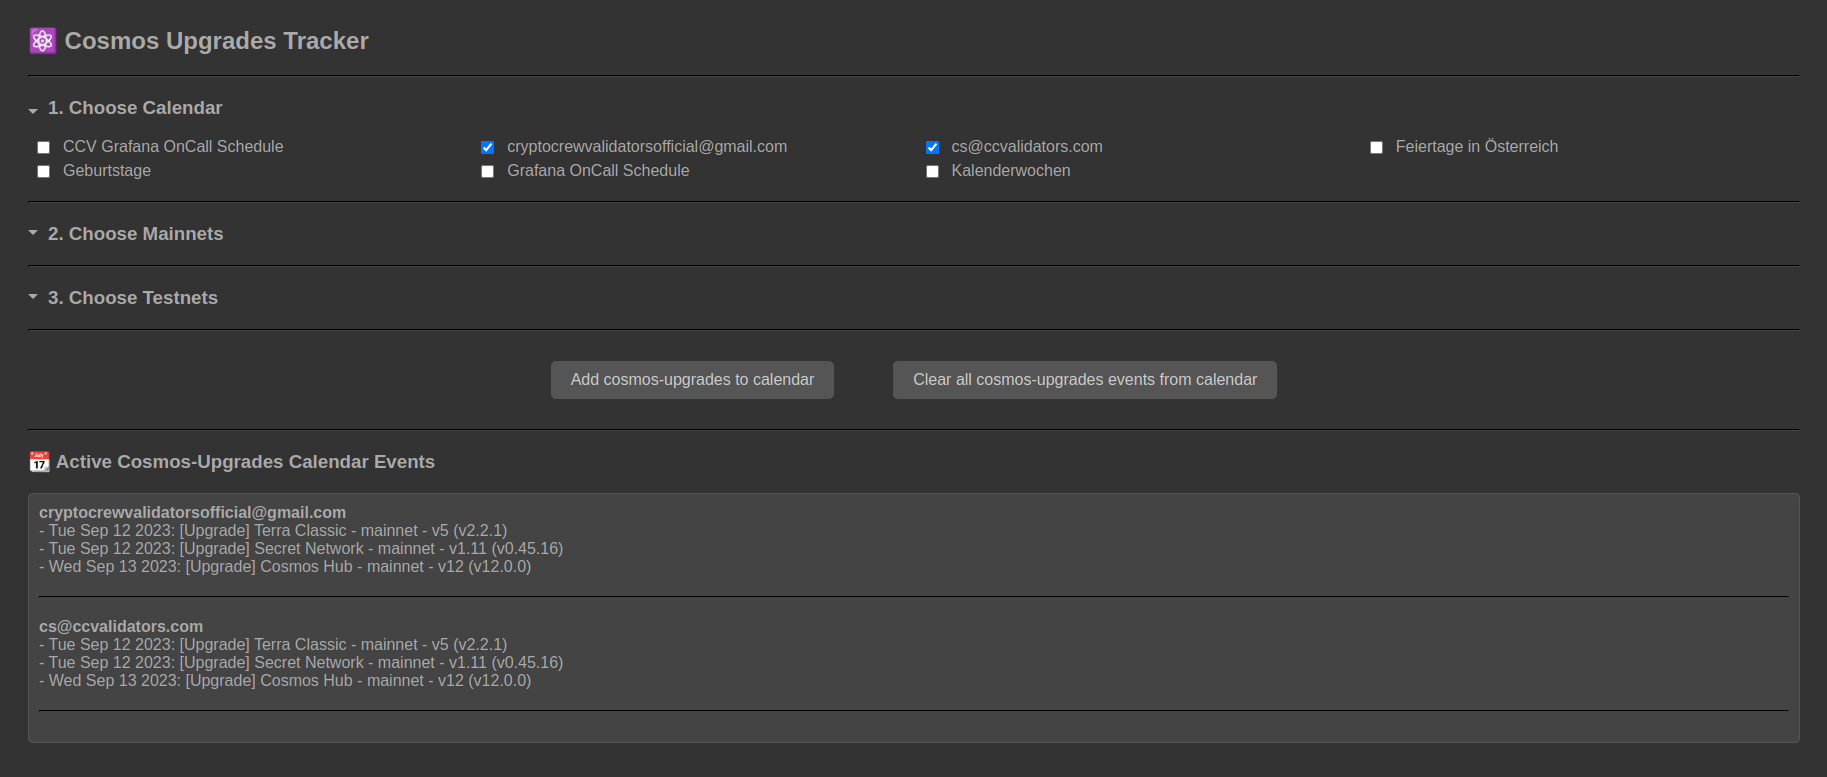 Cosmos Upgrades Tracker
1. Choose Calendar
CCV Grafana OnCall Schedule
cryptocrewvalidatorsofficial@gmail.com
cs@ccvalidators.com
Feiertage in Österreich
Geburtstage
Grafana OnCall Schedule
Kalenderwochen
2. Choose Mainnets
3. Choose Testnets
Add cosmos-upgrades to calendar
Clear all cosmos-upgrades events from calendar
July 17
Active Cosmos-Upgrades Calendar Events
cryptocrewvalidatorsofficial@gmail.com
- Tue Sep 12 2023: [Upgrade] Terra Classic - mainnet - v5 (v2.2.1)
- Tue Sep 12 2023: [Upgrade] Secret Network - mainnet - v1.11 (v0.45.16)
- Wed Sep 13 2023: [Upgrade] Cosmos Hub - mainnet - v12 (v12.0.0)
cs@ccvalidators.com
- Tue Sep 12 2023: [Upgrade] Terra Classic - mainnet - v5 (v2.2.1)
- Tue Sep 12 2023: [Upgrade] Secret Network - mainnet - v1.11 (v0.45.16)
- Wed Sep 13 2023: [Upgrade] Cosmos Hub - mainnet - v12 (v12.0.0)